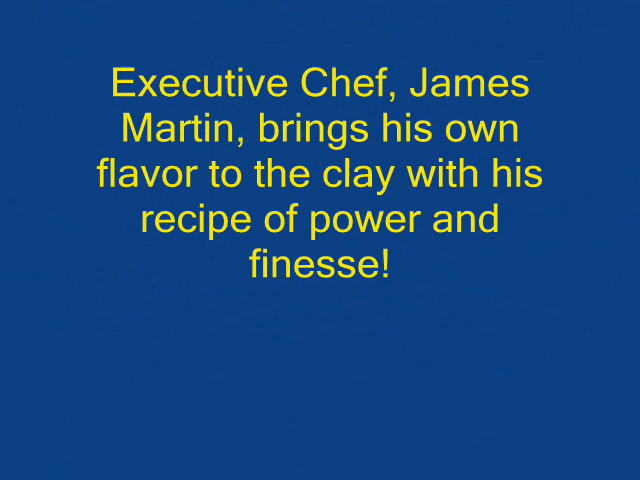 Executive Chef, James
Martin, brings his own
flavor to the clay with his
recipe of power and
finesse!